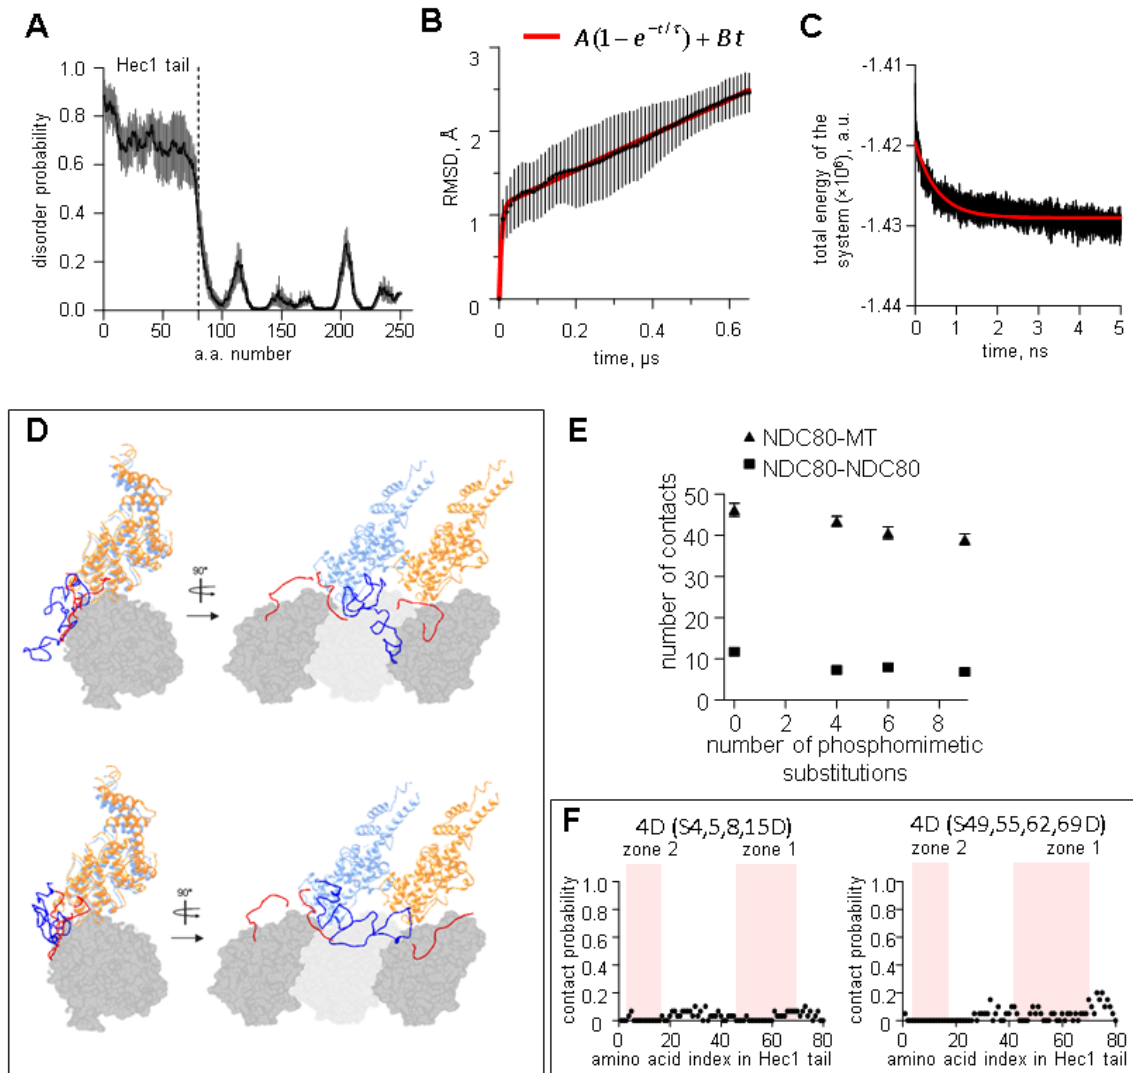 A
Hec1 tail
1.0
0.8
0.6
0.4
0.2
0.0
disorder probability
0 50 100 150 200 250
a.a. number
B
A(1−e^{−t/τ})+Bt
3
2
1
0
RMSD, Å
0 0.2 0.4 0.6
time, µs
C
-1.41
-1.42
-1.43
-1.44
total energy of the
system (×10⁶), a.u.
0 1 2 3 4 5
time, ns
D
90°
90°
E
NDC80-MT
NDC80-NDC80
50
40
30
20
10
0
number of contacts
0 2 4 6 8
number of phosphomimetic
substitutions
F
4D (S4,5,8,15D)
zone 2 zone 1
1.0
0.8
0.6
0.4
0.2
0
contact probability
0 20 40 60 80
amino acid index in Hec1 tail
4D (S49,55,62,69D)
zone 2 zone 1
1.0
0.8
0.6
0.4
0.2
0
contact probability
0 20 40 60 80
amino acid index in Hec1 tail